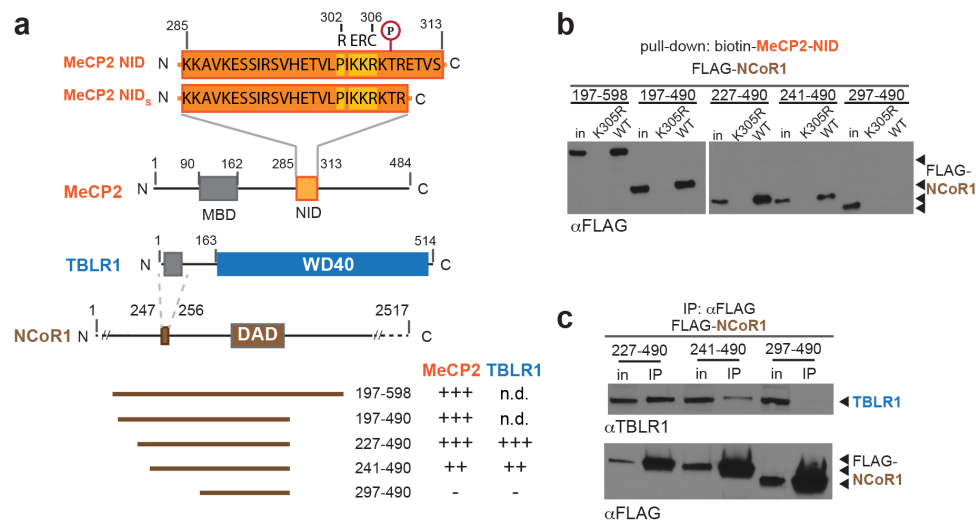 a
302 306 P
285 R ERC 313
MeCP2 NID N KKAVKESSIRSVHETVLPIKKRKTRETVS C
MeCP2 NIDs KKAVKESSIRSVHETVLPIKKRKTR C
1 90 162 285 313 484
MeCP2 N C
MBD NID
1 163 514
TBLR1 N WD40 C
1 247 256 2517
NCoR1 N // DAD // C
MeCP2 TBLR1
197-598 +++ n.d.
197-490 +++ n.d.
227-490 +++ +++
241-490 ++ ++
297-490 - -
b
pull-down: biotin-MeCP2-NID
FLAG-NCoR1
197-598 197-490 227-490 241-490 297-490
in K305R WT in K305R WT in K305R WT in K305R WT in K305R WT
FLAG-
NCoR1
αFLAG
c
IP: αFLAG
FLAG-NCoR1
227-490 241-490 297-490
in IP in IP in IP
TBLR1
αTBLR1
FLAG-
NCoR1
αFLAG